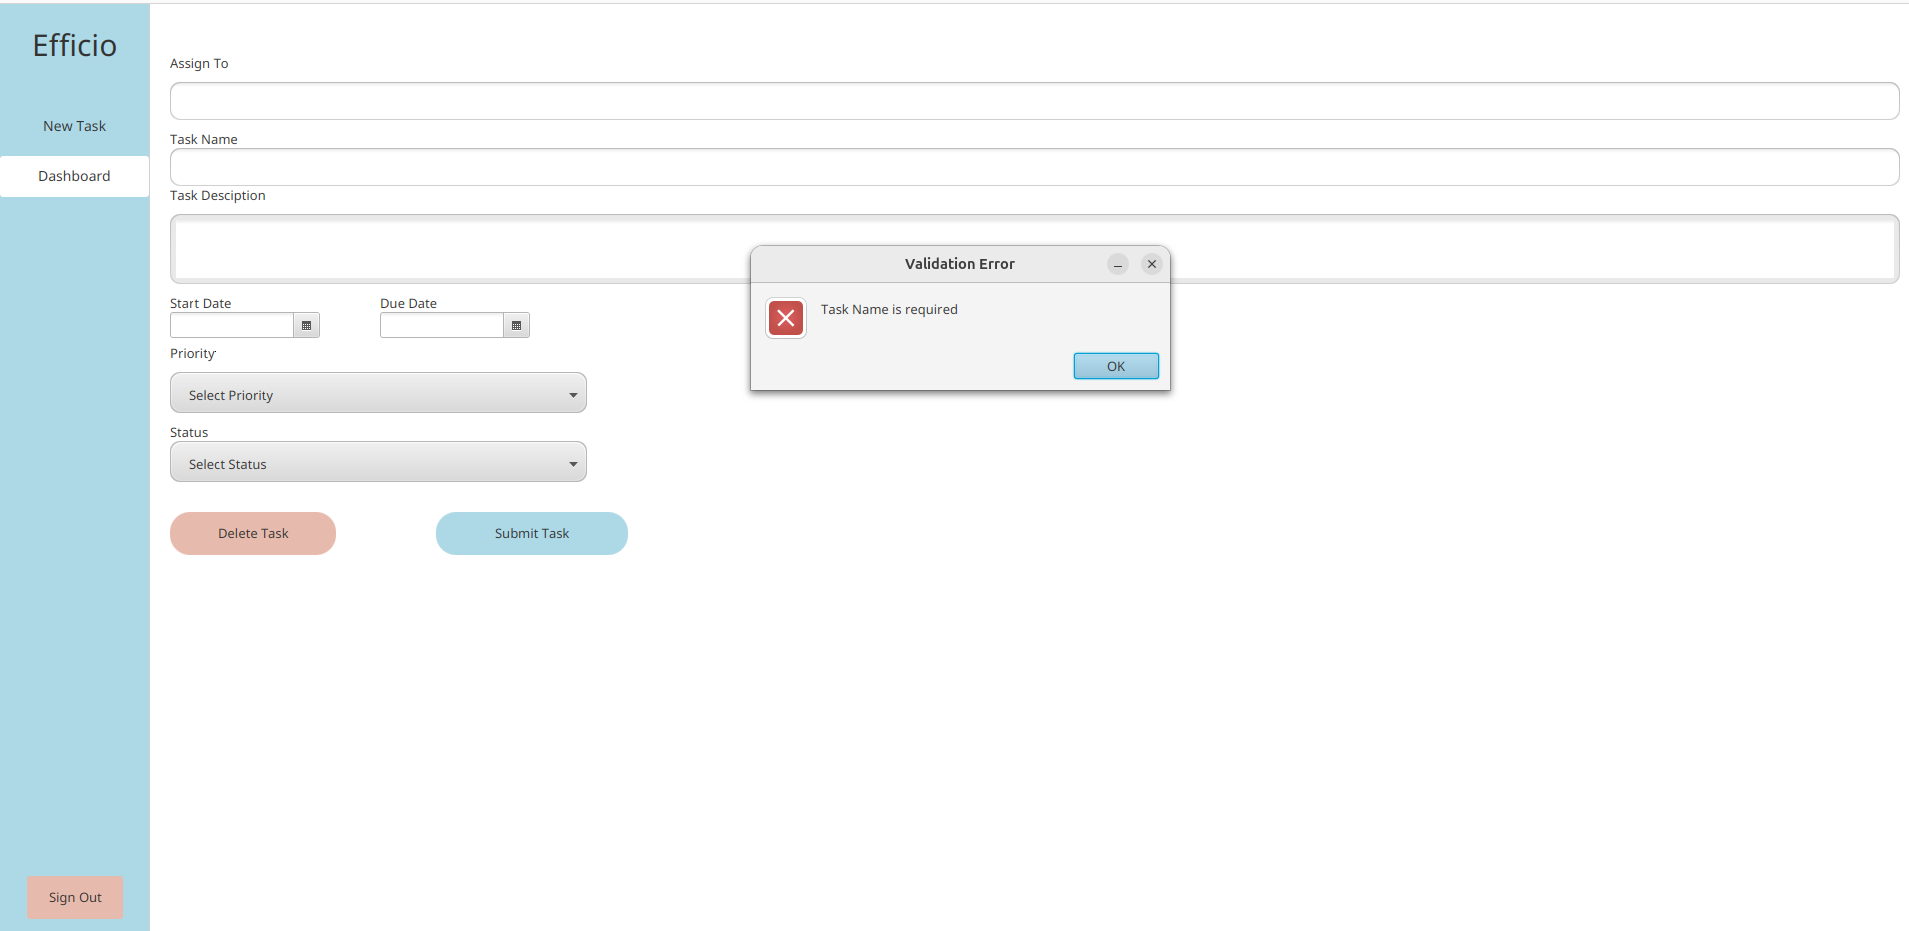 Efficio
New Task
Dashboard
Assign To
Task Name
Task Desciption
Validation Error
Task Name is required
OK
Start Date
Due Date
Priority
Select Priority
Status
Select Status
Delete Task
Submit Task
Sign Out